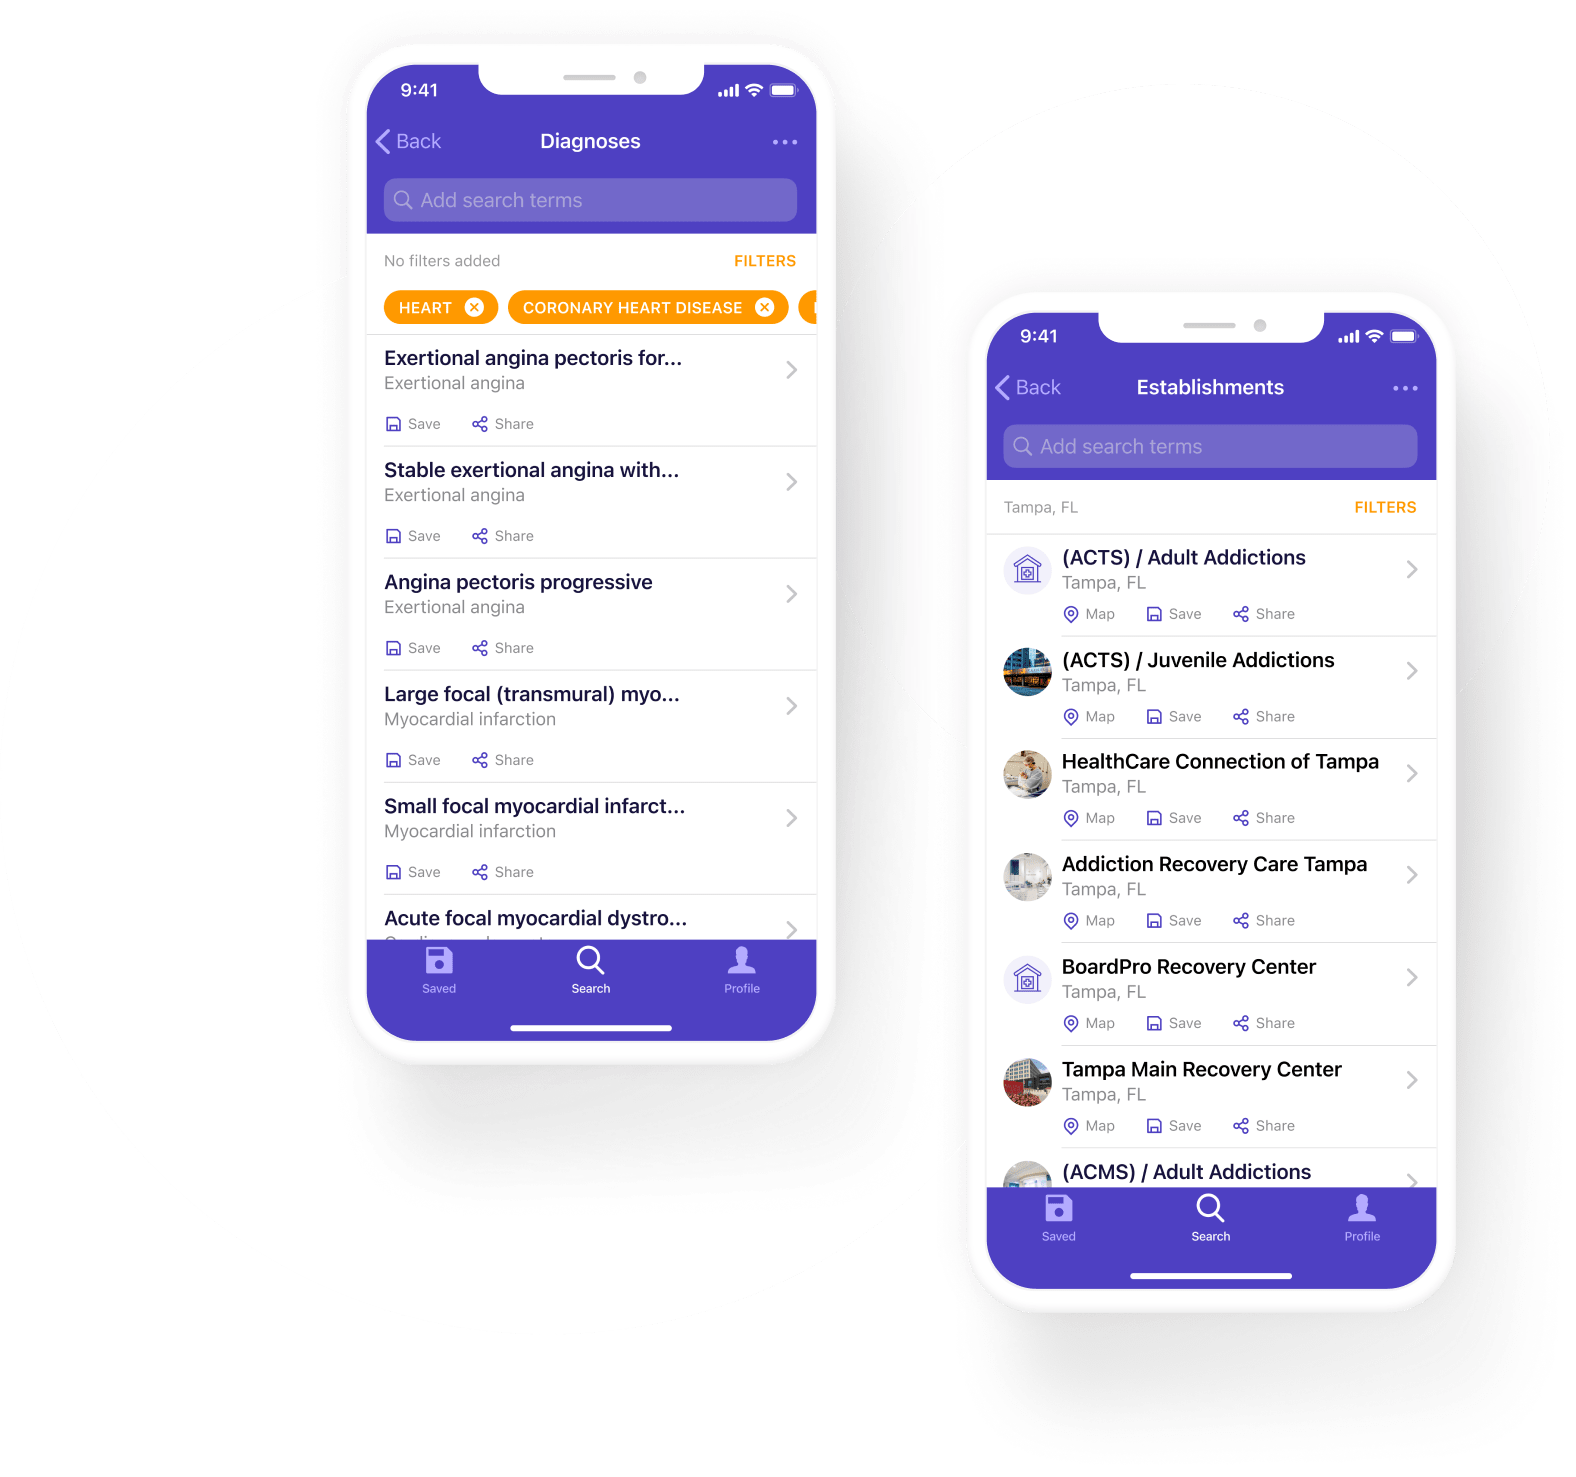 9:41
Back
Diagnoses
Add search terms
No filters added
FILTERS
HEART
CORONARY HEART DISEASE
Exertional angina pectoris for...
Exertional angina
Save
Share
Stable exertional angina with...
Exertional angina
Save
Share
Angina pectoris progressive
Exertional angina
Save
Share
Large focal (transmural) myo...
Myocardial infarction
Save
Share
Small focal myocardial infarct...
Myocardial infarction
Save
Share
Acute focal myocardial dystro...
Saved
Search
Profile
9:41
Back
Establishments
Add search terms
Tampa, FL
FILTERS
(ACTS) / Adult Addictions
Tampa, FL
Map
Save
Share
(ACTS) / Juvenile Addictions
Tampa, FL
Map
Save
Share
HealthCare Connection of Tampa
Tampa, FL
Map
Save
Share
Addiction Recovery Care Tampa
Tampa, FL
Map
Save
Share
BoardPro Recovery Center
Tampa, FL
Map
Save
Share
Tampa Main Recovery Center
Tampa, FL
Map
Save
Share
(ACMS) / Adult Addictions
Saved
Search
Profile